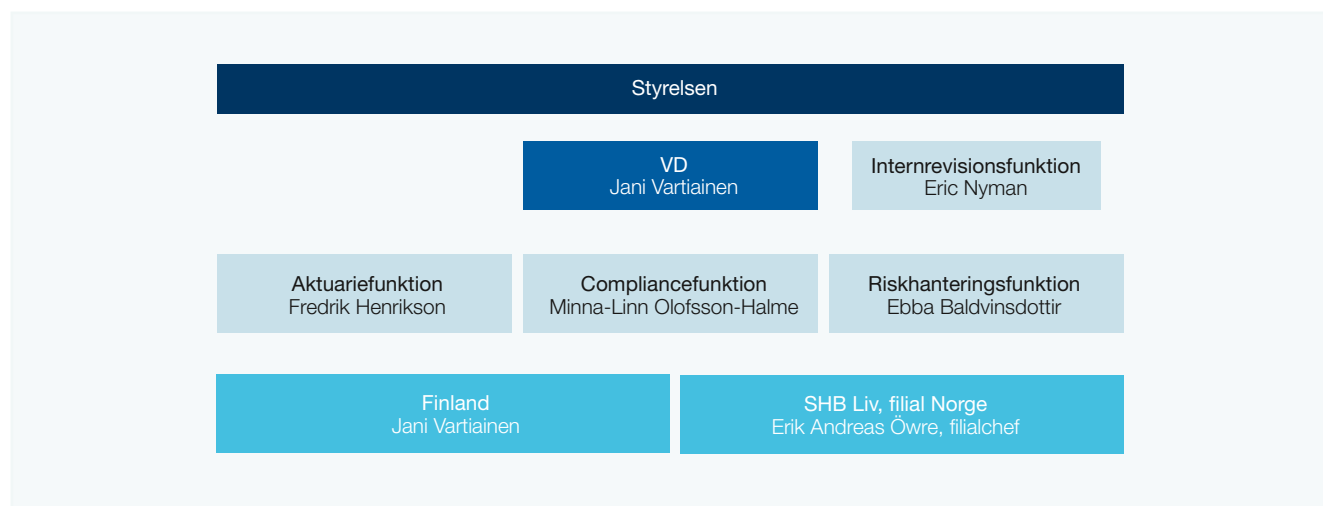 Styrelsen
VD
Jani Vartiainen
Internrevisionsfunktion
Eric Nyman
Aktuariefunktion
Fredrik Henrikson
Compliancefunktion
Minna-Linn Olofsson-Halme
Riskhanteringsfunktion
Ebba Baldvinsdottir
Finland
Jani Vartiainen
SHB Liv, filial Norge
Erik Andreas Öwre, filialchef